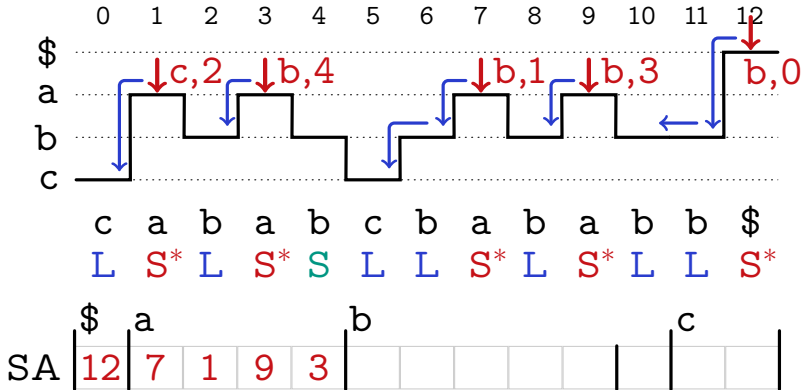 0 1 2 3 4 5 6 7 8 9 10 11 12
$
c,2 b,4 b,1 b,3 b,0
a
b
c
c a b a b c b a b a b b $
L S* L S* S L L S* L S* L L S*
$ a b c
SA 12 7 1 9 3